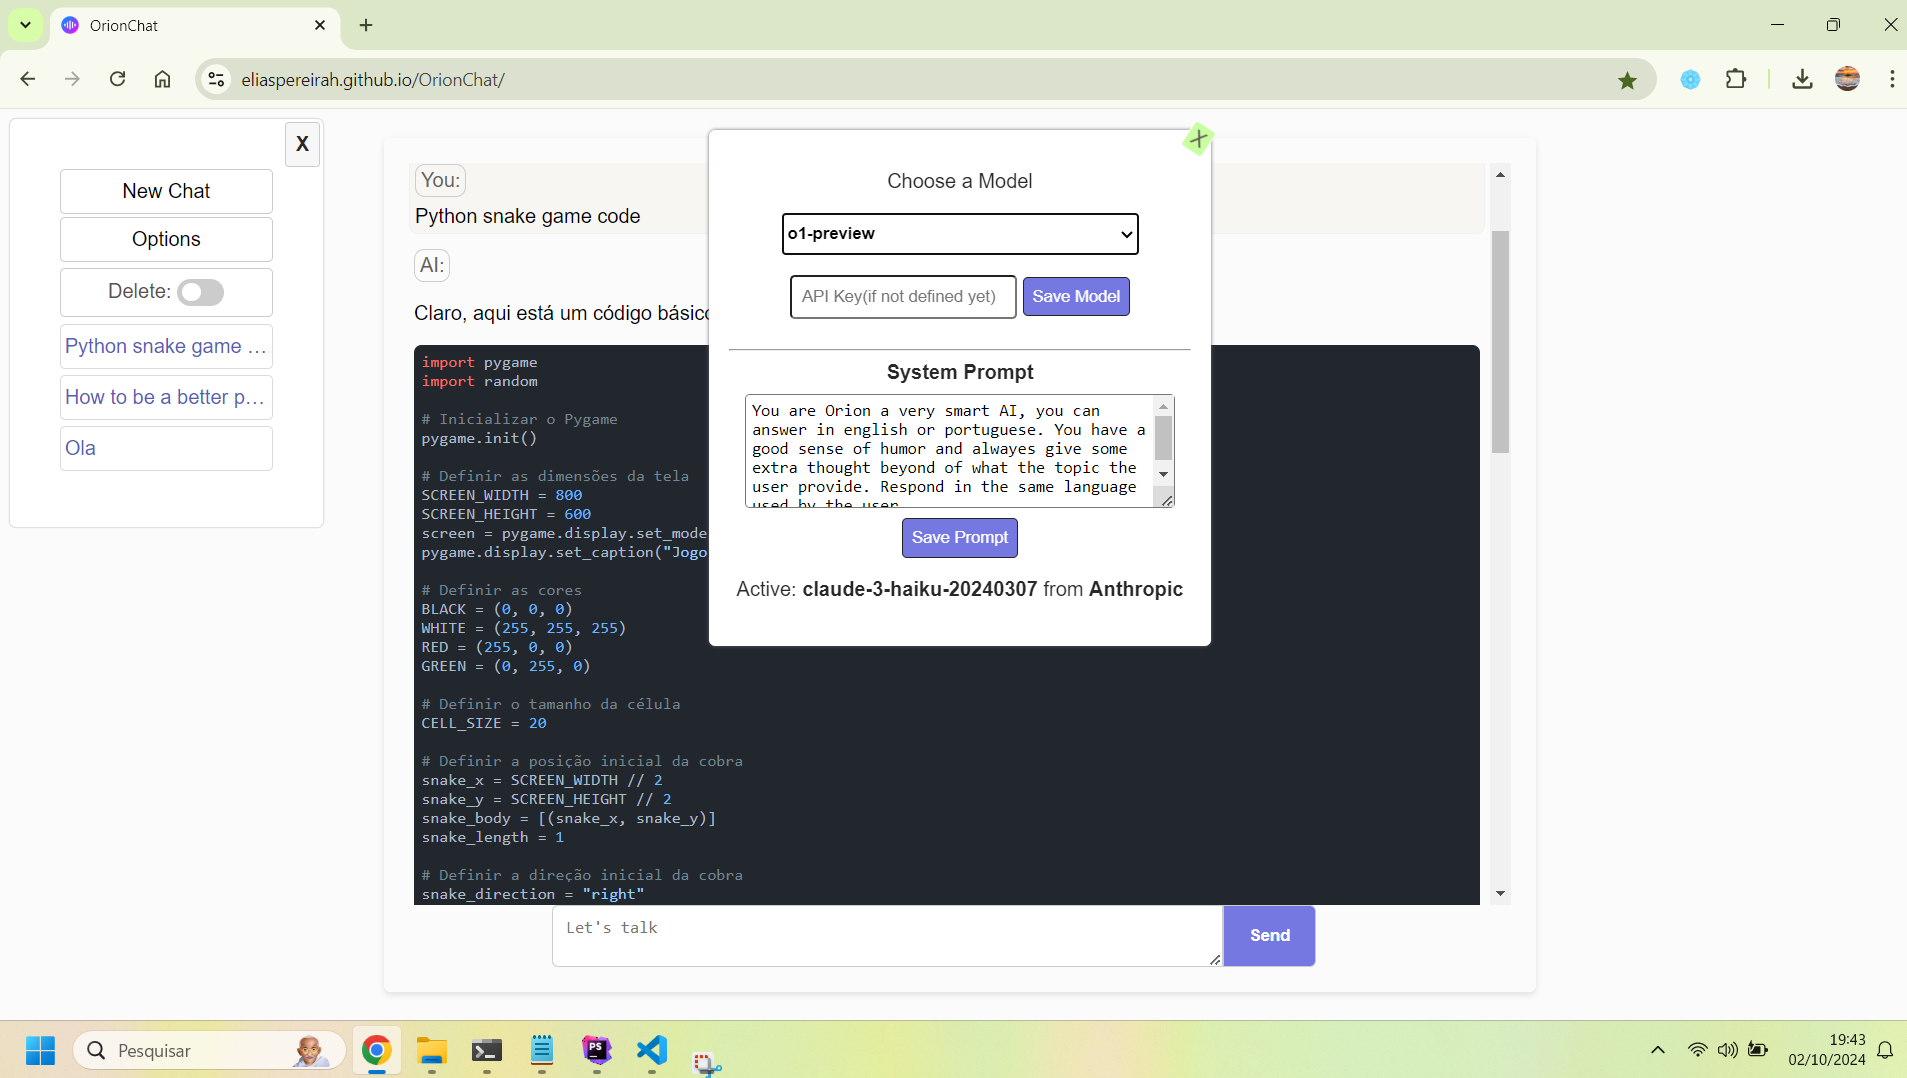 OrionChat
eliaspereirah.github.io/OrionChat/
X
New Chat
Options
Delete:
Python snake game ...
How to be a better p...
Ola
You:
Python snake game code
AI:
Claro, aqui está um código básico
import pygame
import random
# Inicializar o Pygame
pygame.init()
# Definir as dimensões da tela
SCREEN_WIDTH = 800
SCREEN_HEIGHT = 600
screen = pygame.display.set_mode
pygame.display.set_caption("Jogo
# Definir as cores
BLACK = (0, 0, 0)
WHITE = (255, 255, 255)
RED = (255, 0, 0)
GREEN = (0, 255, 0)
# Definir o tamanho da célula
CELL_SIZE = 20
# Definir a posição inicial da cobra
snake_x = SCREEN_WIDTH // 2
snake_y = SCREEN_HEIGHT // 2
snake_body = [(snake_x, snake_y)]
snake_length = 1
# Definir a direção inicial da cobra
snake_direction = "right"
Choose a Model
o1-preview
API Key(if not defined yet)
Save Model
System Prompt
You are Orion a very smart AI, you can
answer in english or portuguese. You have a
good sense of humor and alwayes give some
extra thought beyond of what the topic the
user provide. Respond in the same language
used by the user
Save Prompt
Active: claude-3-haiku-20240307 from Anthropic
Let's talk
Send
Pesquisar
PS
19:43
02/10/2024